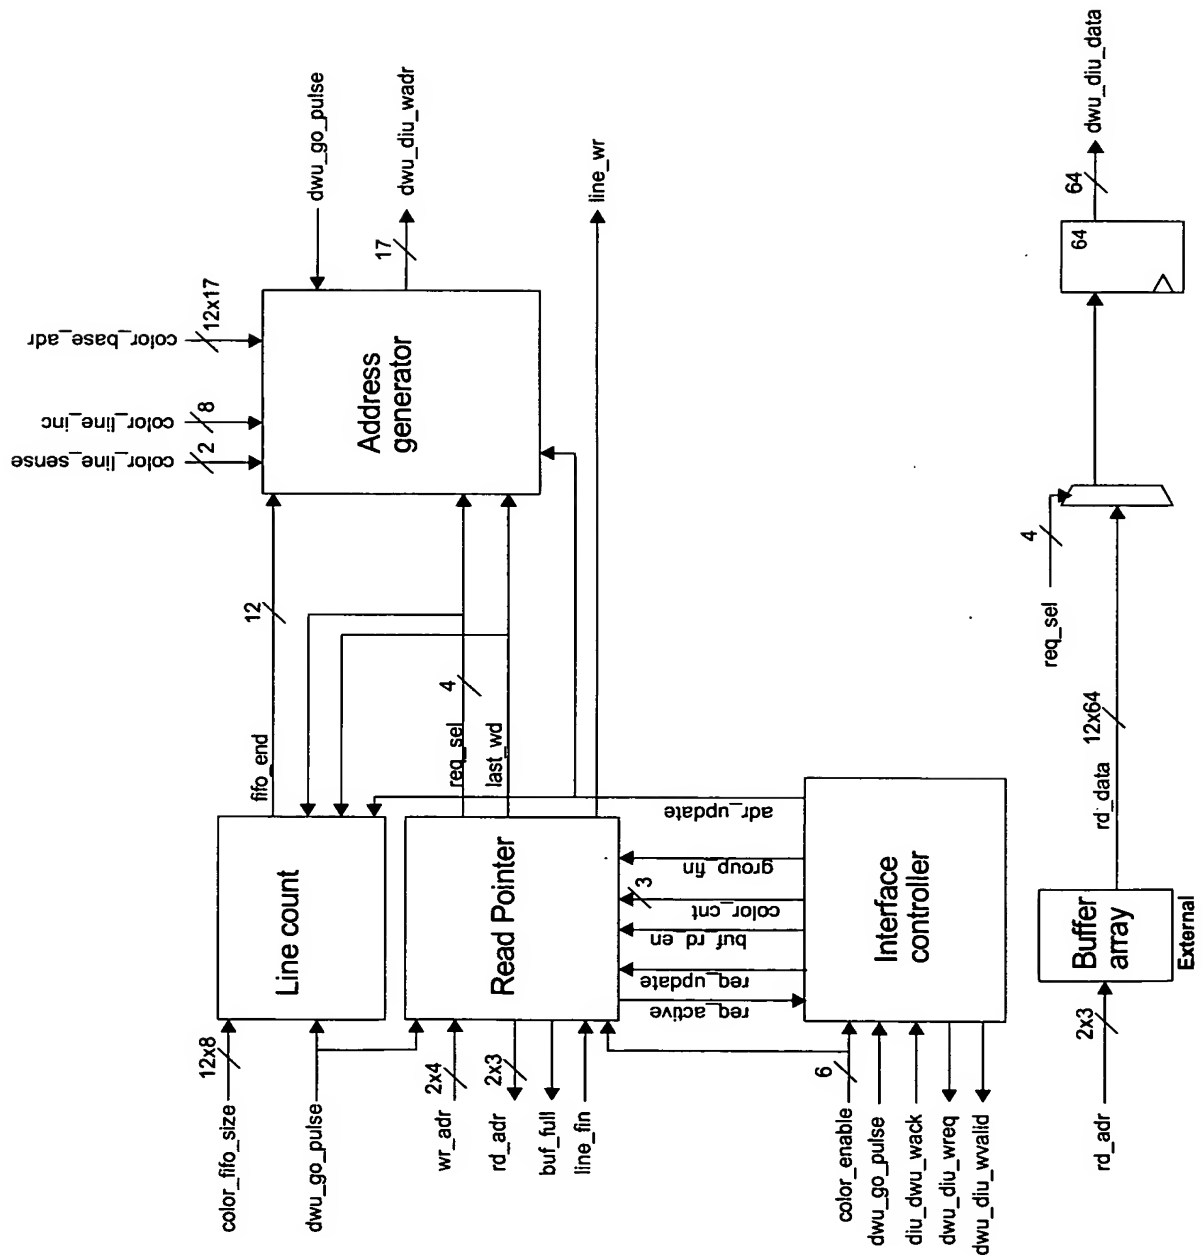 color_fifo_size
12x8
dwu_go_pulse
Line count
fifo_end
12
color_line_sense
2
color_line_inc
8
color_base_adr
12x17
dwu_go_pulse
Address
generator
17
dwu_diu_wadr
wr_adr
2x4
rd_adr
2x3
buf_full
line_fin
Read Pointer
req_sel
4
last_wd
line_wr
req_active
req_update
buf_rd_en
color_cnt
3
group_fin
adr_update
color_enable
6
dwu_go_pulse
diu_dwu_wack
dwu_diu_wreq
dwu_diu_wvalid
Interface
controller
rd_adr
2x3
Buffer
array
External
rd_data
12x64
req_sel
4
64
64
dwu_diu_data